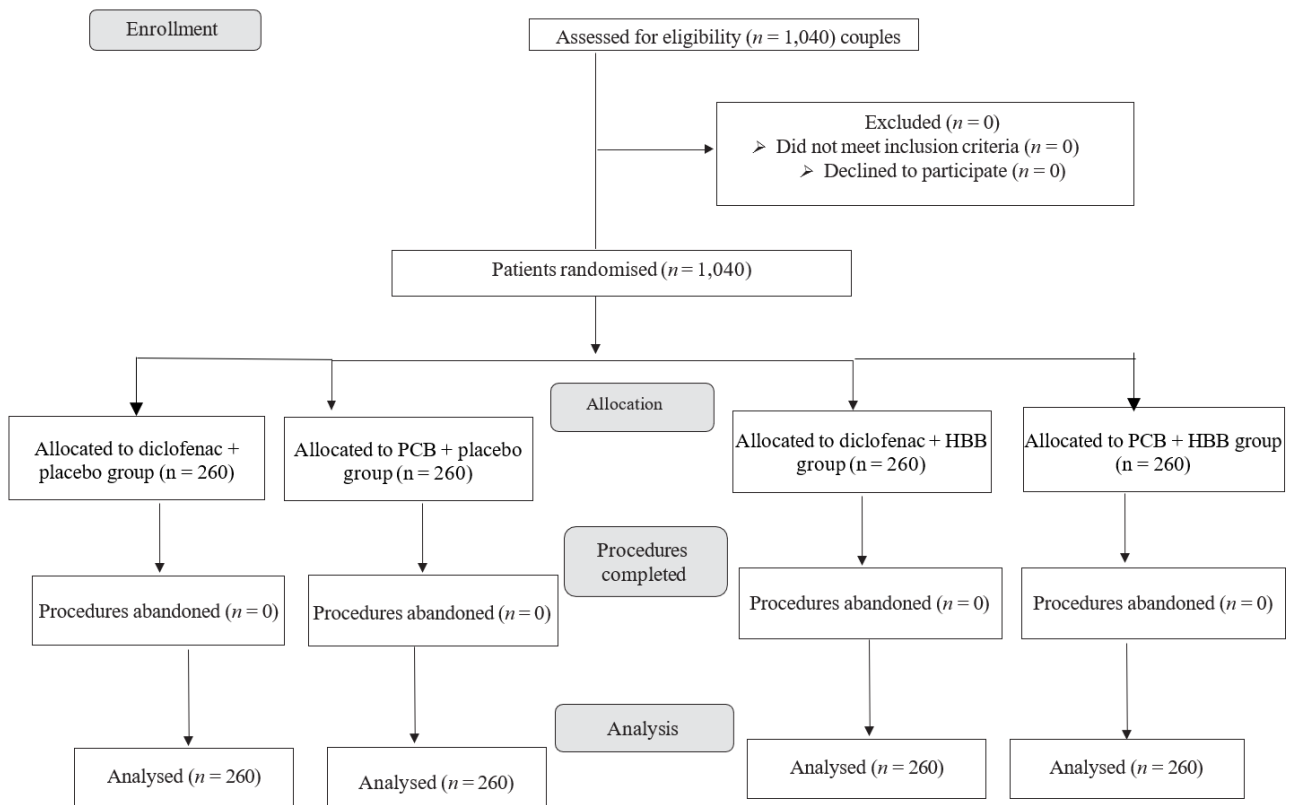 Enrollment
Assessed for eligibility (n = 1,040) couples
Excluded (n = 0)
➢ Did not meet inclusion criteria (n = 0)
➢ Declined to participate (n = 0)
Patients randomised (n = 1,040)
Allocation
Allocated to diclofenac +
placebo group (n = 260)
Allocated to PCB + placebo
group (n = 260)
Allocated to diclofenac + HBB
group (n = 260)
Allocated to PCB + HBB group
(n = 260)
Procedures
completed
Procedures abandoned (n = 0)
Procedures abandoned (n = 0)
Procedures abandoned (n = 0)
Procedures abandoned (n = 0)
Analysis
Analysed (n = 260)
Analysed (n = 260)
Analysed (n = 260)
Analysed (n = 260)